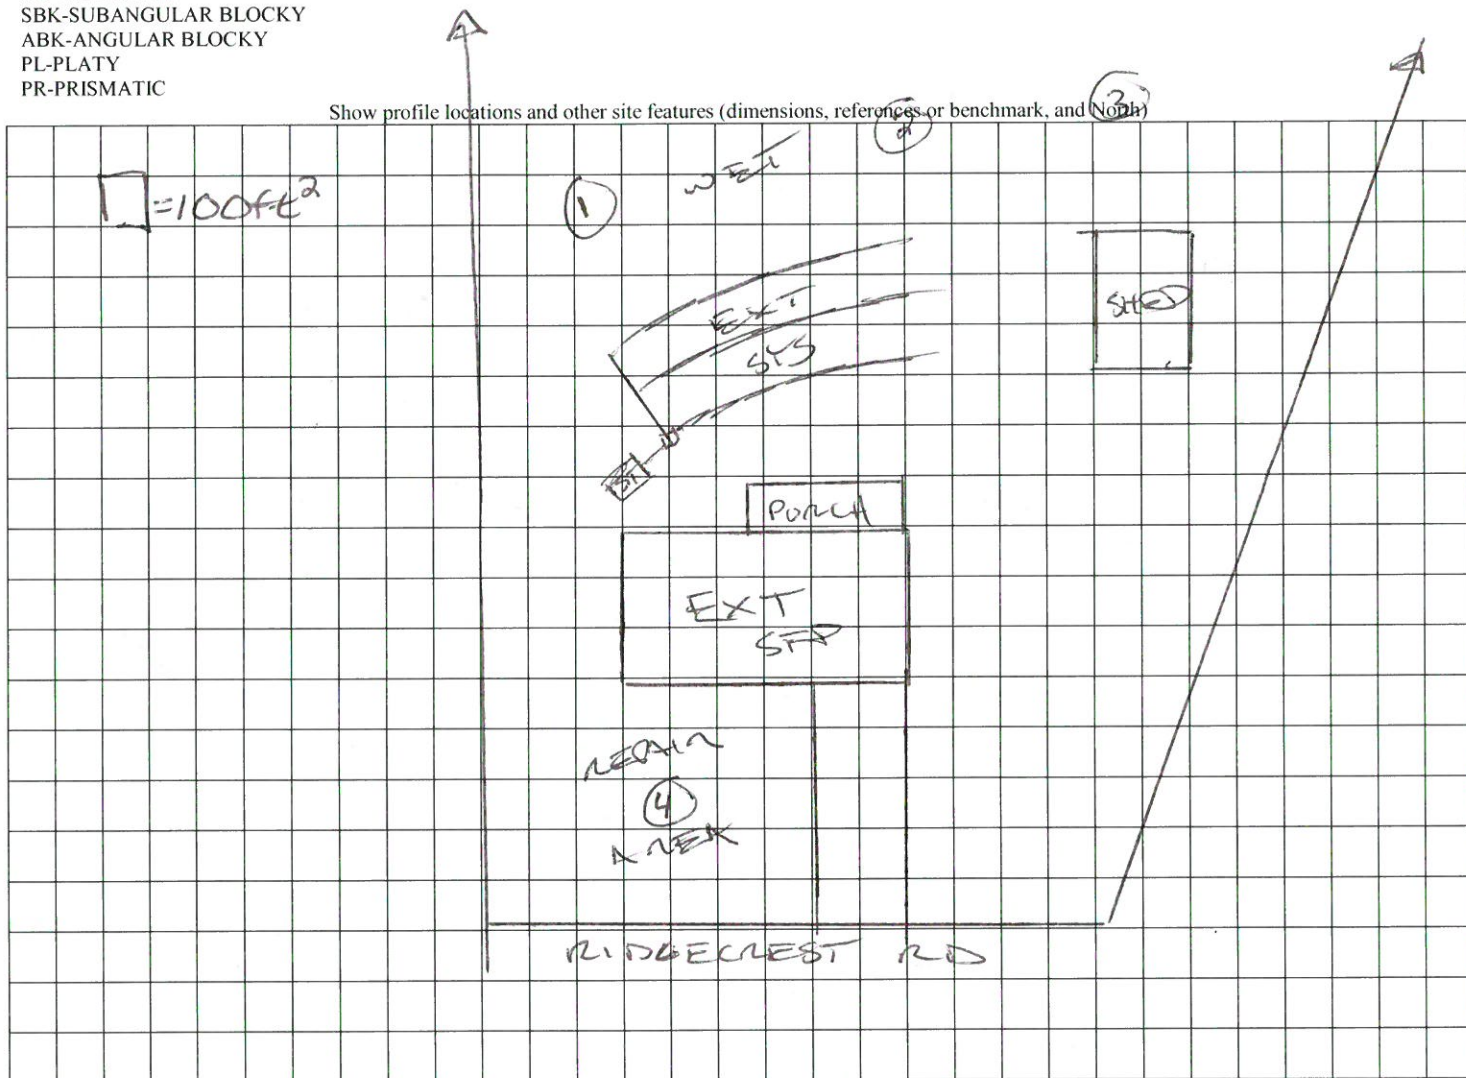 SBK-SUBANGULAR BLOCKY
ABK-ANGULAR BLOCKY
PL-PLATY
PR-PRISMATIC
Show profile locations and other site features (dimensions, references or benchmark, and North)
3
2
WET
=100ft²
1
SHED
EXT
SYS
ST
PORCH
EXT
SFD
REPAIR
4
AREA
RIDGECREST RD